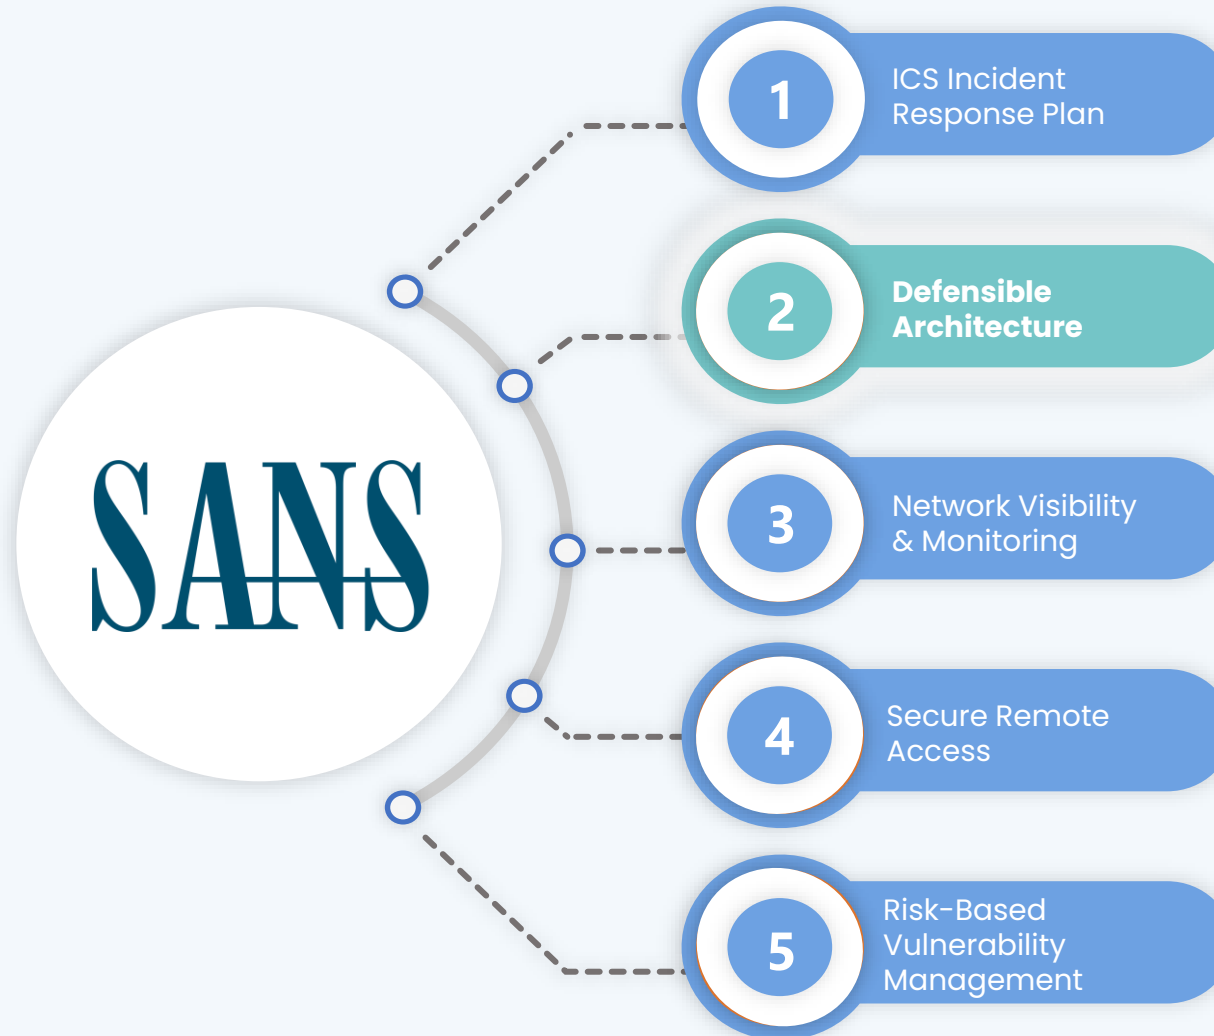 SANS
1
ICS Incident
Response Plan
2
Defensible
Architecture
3
Network Visibility
& Monitoring
4
Secure Remote
Access
5
Risk-Based
Vulnerability
Management